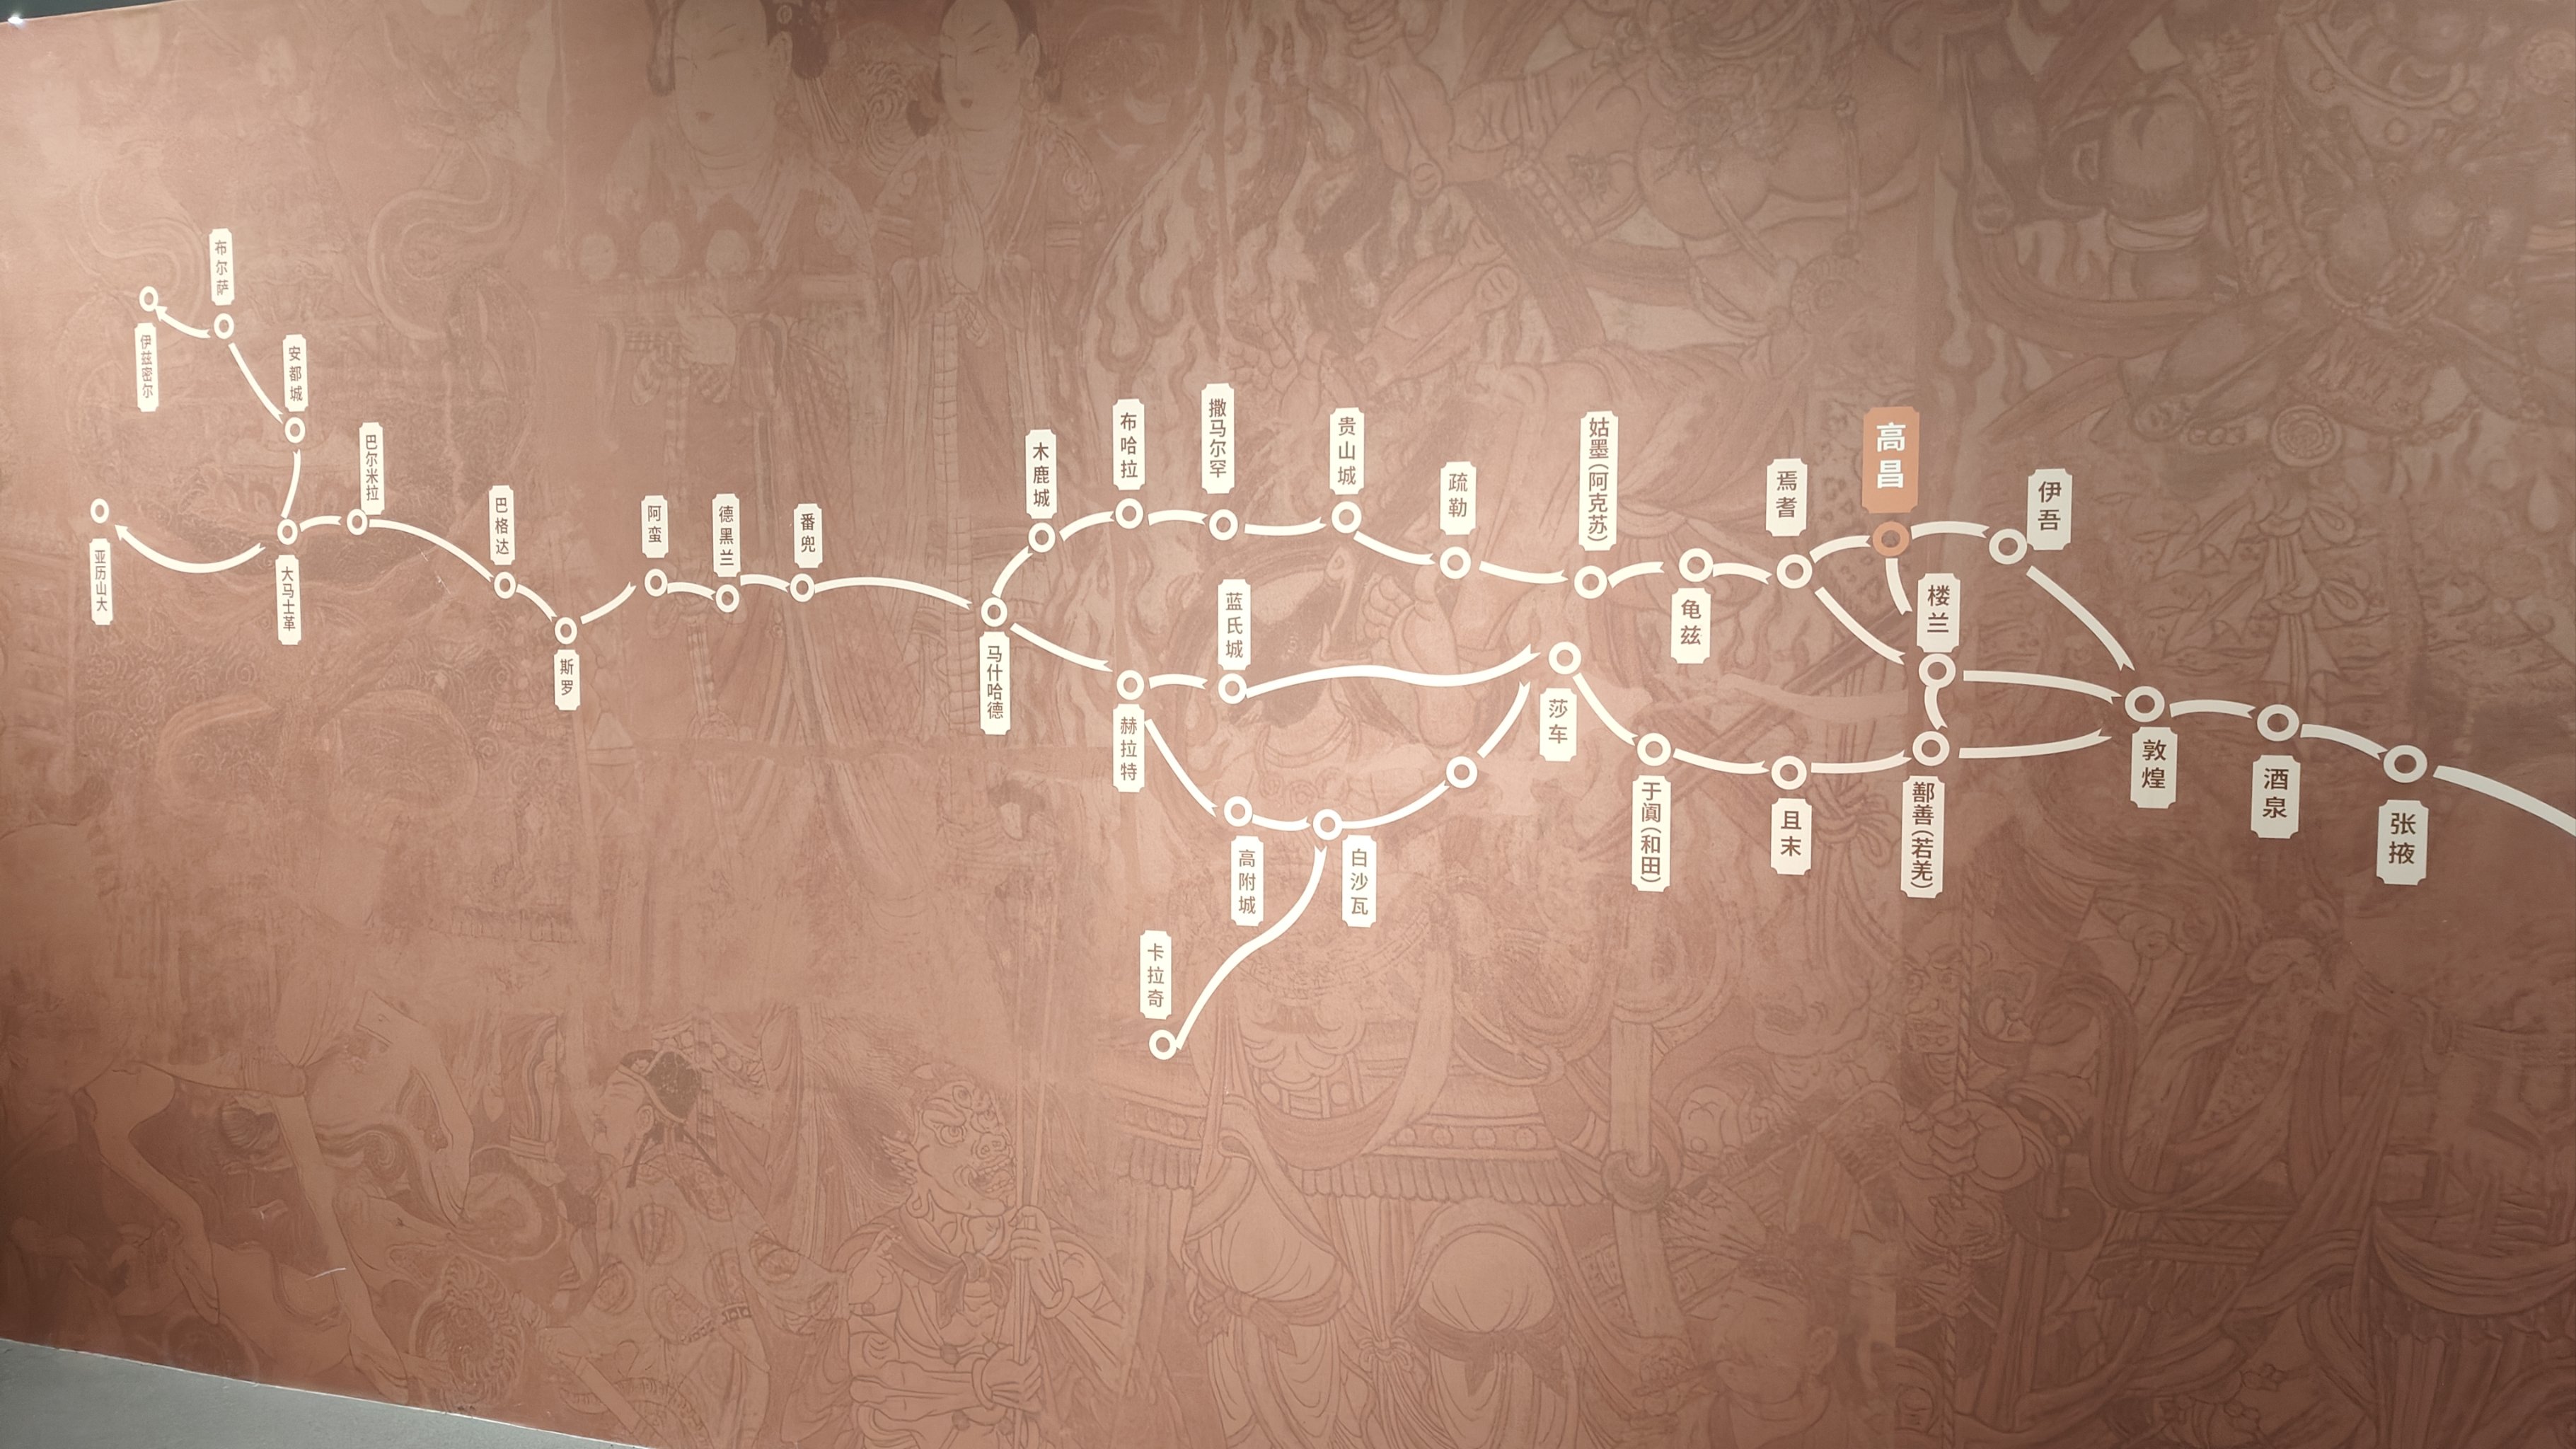 布尔萨
伊兹密尔
安都城
巴尔米拉
亚历山大
大马士革
巴格达
斯罗
阿蛮
德黑兰
番兜
马什哈德
木鹿城
布哈拉
撒马尔罕
贵山城
疏勒
姑墨(阿克苏)
龟兹
焉耆
高昌
伊吾
楼兰
蓝氏城
赫拉特
高附城
白沙瓦
卡拉奇
莎车
于阗(和田)
且末
鄯善(若羌)
敦煌
酒泉
张掖